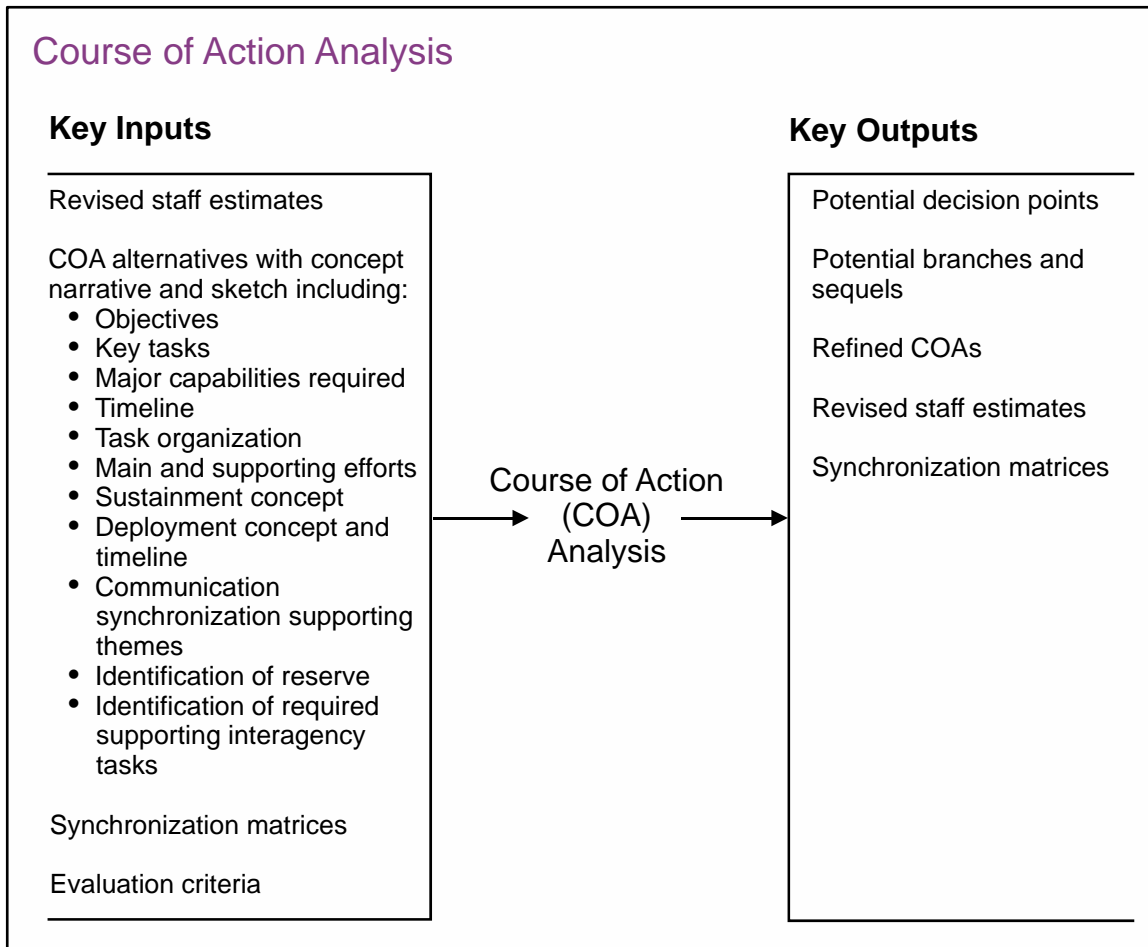 Course of Action Analysis
Key Inputs
Revised staff estimates
COA alternatives with concept
narrative and sketch including:
• Objectives
• Key tasks
• Major capabilities required
• Timeline
• Task organization
• Main and supporting efforts
• Sustainment concept
• Deployment concept and
timeline
• Communication
synchronization supporting
themes
• Identification of reserve
• Identification of required
supporting interagency
tasks
Synchronization matrices
Evaluation criteria
Course of Action
(COA)
Analysis
Key Outputs
Potential decision points
Potential branches and
sequels
Refined COAs
Revised staff estimates
Synchronization matrices